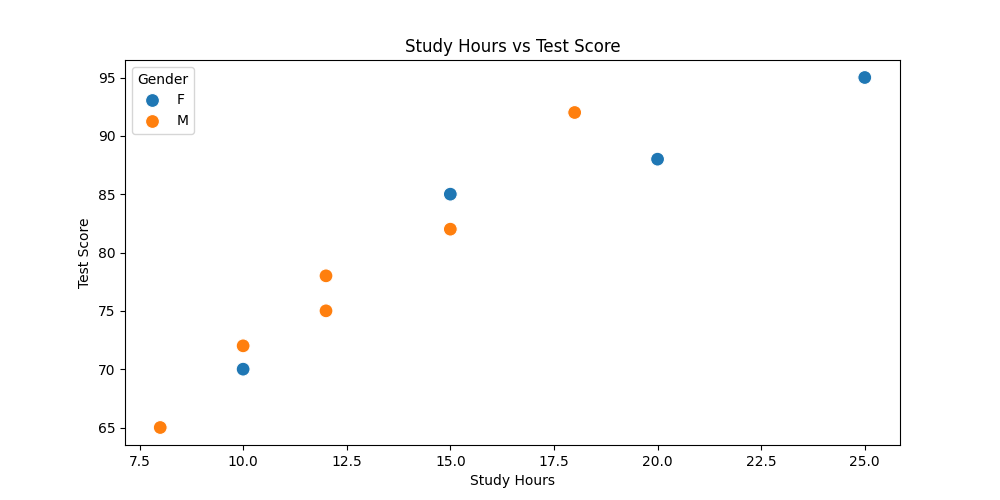 Study Hours vs Test Score
Gender
F
M
95
90
85
80
75
70
65
Test Score
7.5 10.0 12.5 15.0 17.5 20.0 22.5 25.0
Study Hours